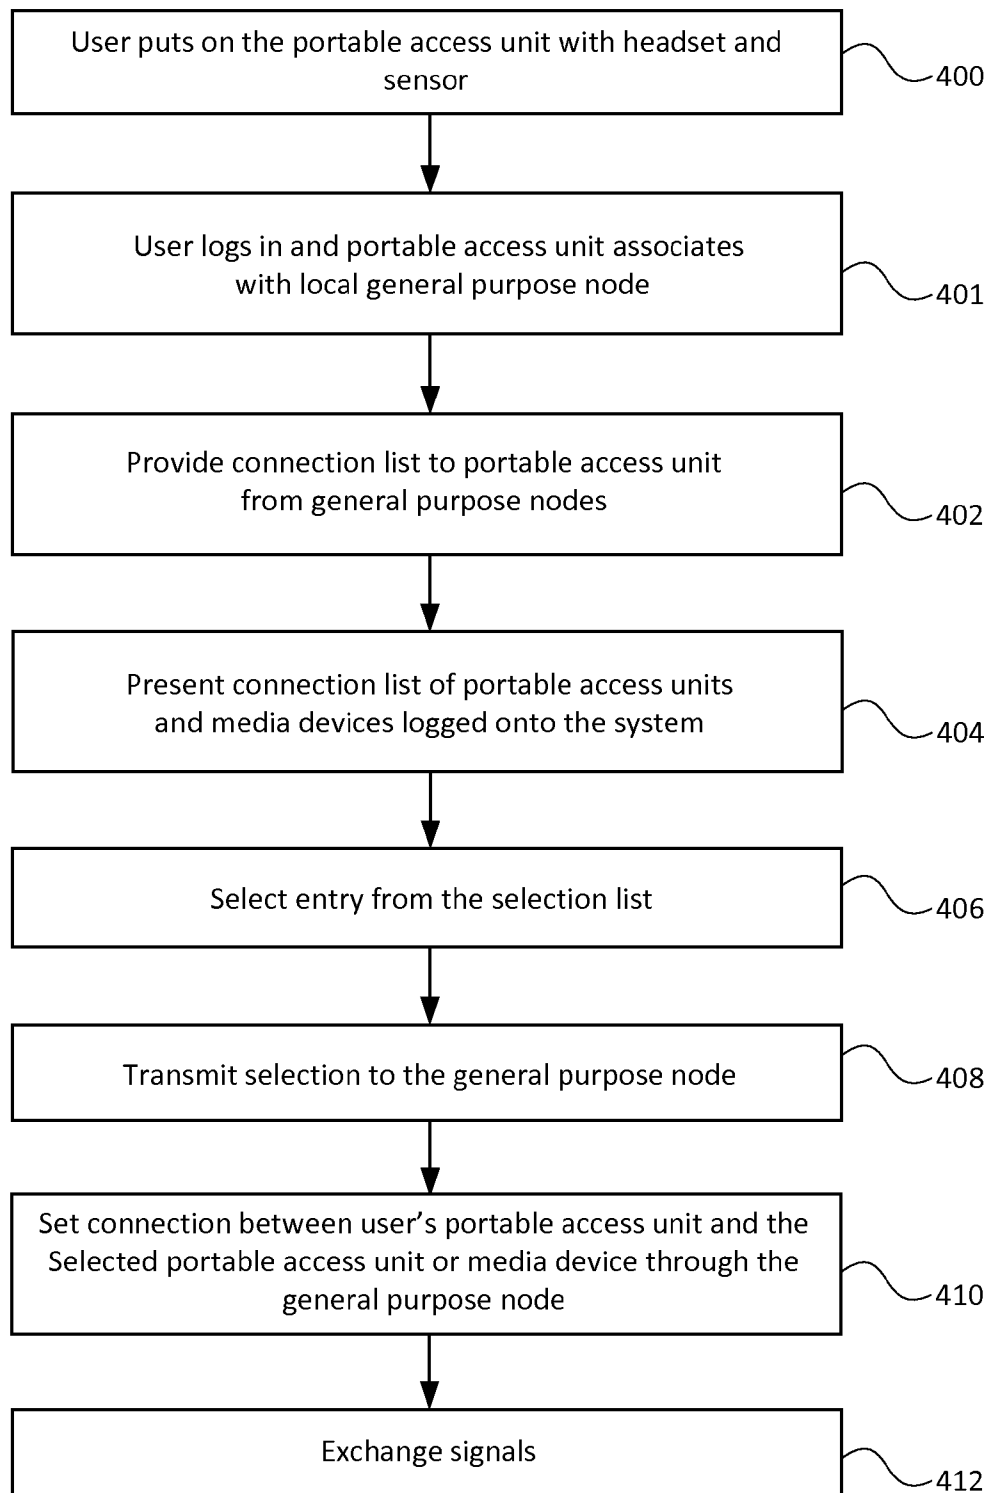 User puts on the portable access unit with headset and
sensor
400
User logs in and portable access unit associates
with local general purpose node
401
Provide connection list to portable access unit
from general purpose nodes
402
Present connection list of portable access units
and media devices logged onto the system
404
Select entry from the selection list
406
Transmit selection to the general purpose node
408
Set connection between user’s portable access unit and the
Selected portable access unit or media device through the
general purpose node
410
Exchange signals
412